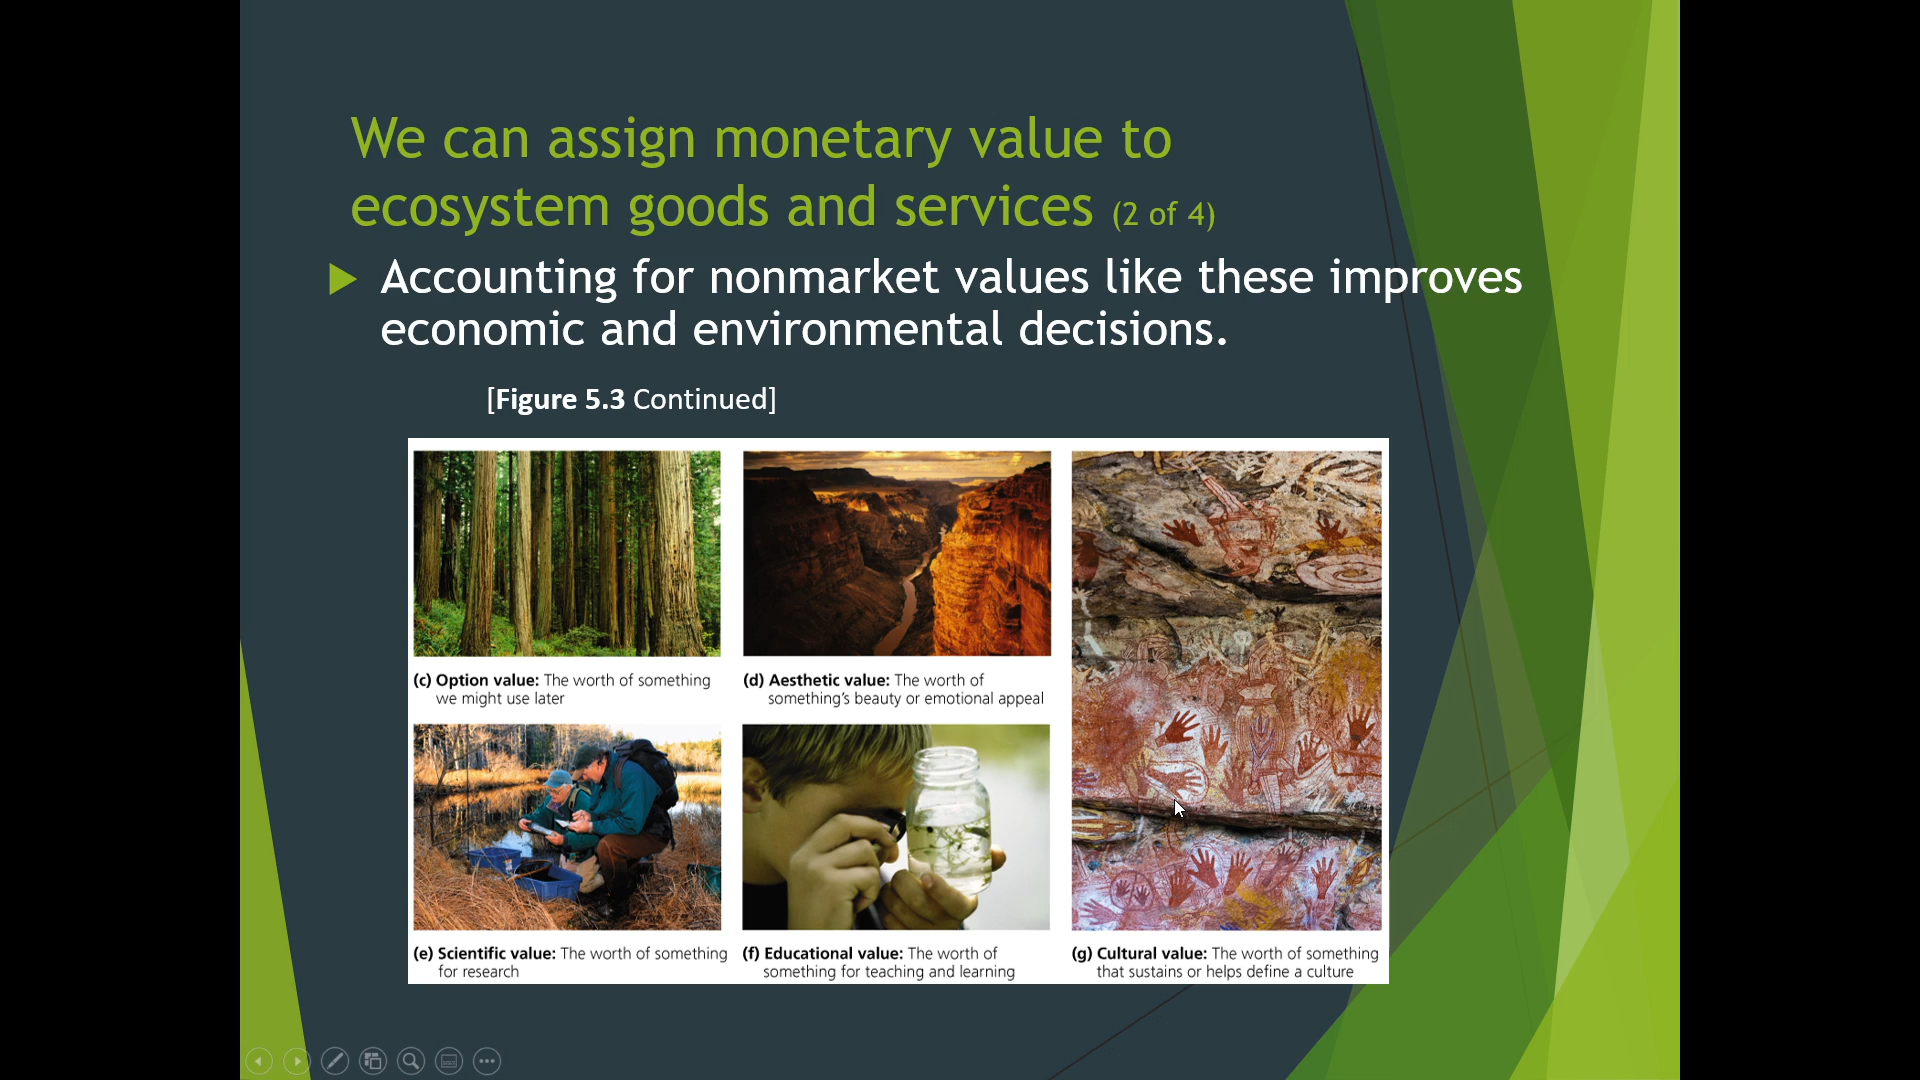 We can assign monetary value to
ecosystem goods and services (2 of 4)
Accounting for nonmarket values like these improves
economic and environmental decisions.
[Figure 5.3 Continued]
(c) Option value: The worth of something
we might use later
(d) Aesthetic value: The worth of
something's beauty or emotional appeal
(e) Scientific value: The worth of something
for research
(f) Educational value: The worth of
something for teaching and learning
(g) Cultural value: The worth of something
that sustains or helps define a culture